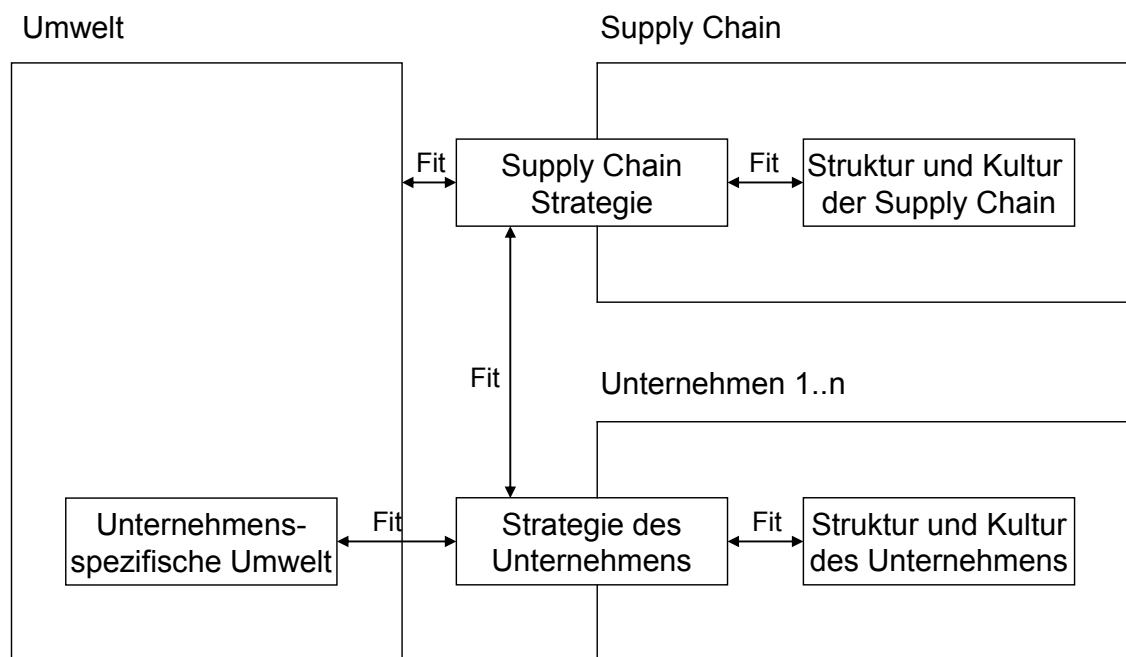 Umwelt
Supply Chain
Fit
Supply Chain
Strategie
Fit
Struktur und Kultur
der Supply Chain
Fit
Unternehmen 1..n
Unternehmens-
spezifische Umwelt
Fit
Strategie des
Unternehmens
Fit
Struktur und Kultur
des Unternehmens